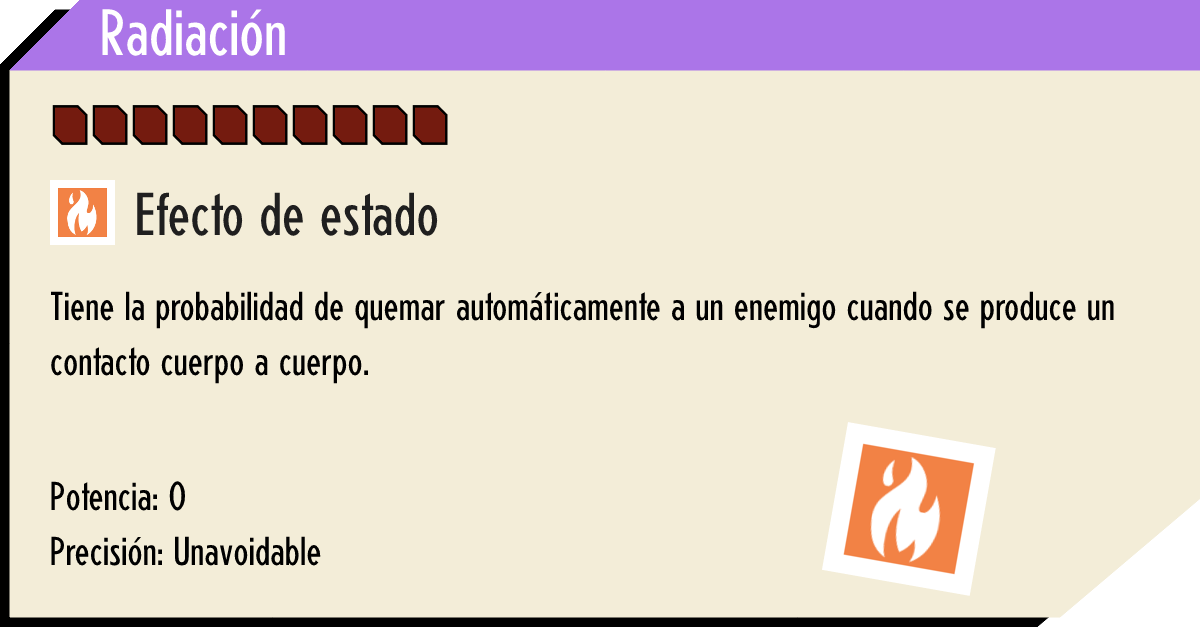 Radiación
Efecto de estado
Tiene la probabilidad de quemar automáticamente a un enemigo cuando se produce un
contacto cuerpo a cuerpo.
Potencia: 0
Precisión: Unavoidable